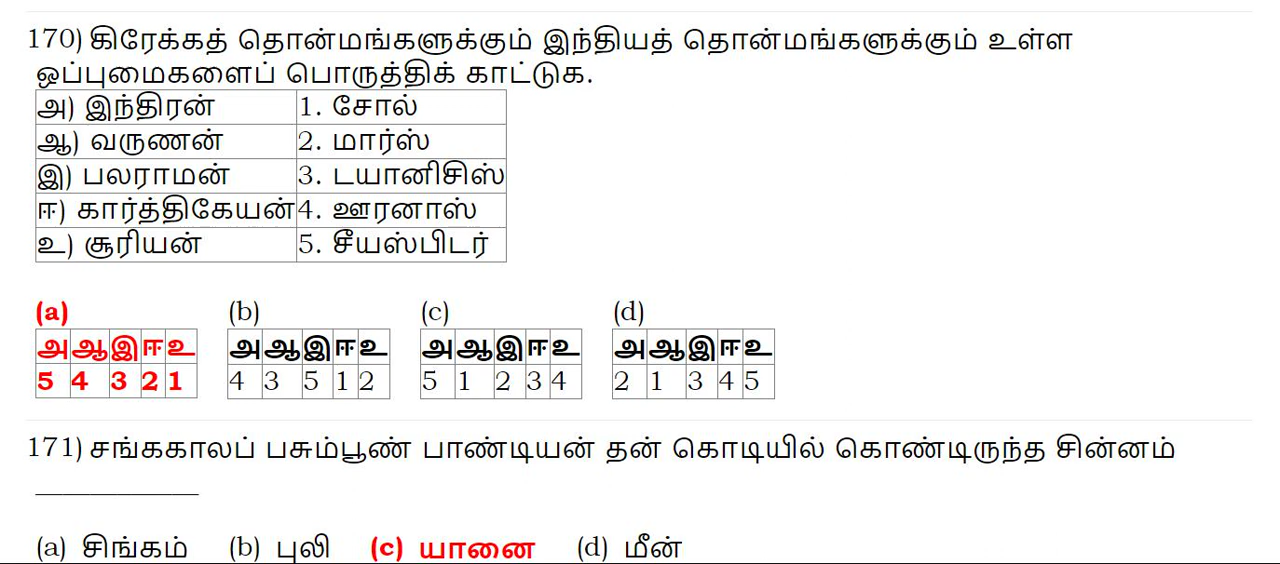 170) கிரேக்கத் தொன்மங்களுக்கும் இந்தியத் தொன்மங்களுக்கும் உள்ள
ஒப்புமைகளைப் பொருத்திக் காட்டுக.
அ) இந்திரன் 1. சோல்
ஆ) வருணன் 2. மார்ஸ்
இ) பலராமன் 3. டயானிசிஸ்
ஈ) கார்த்திகேயன் 4. ஊரனாஸ்
உ) சூரியன் 5. சீயஸ்பிடர்
(a) (b) (c) (d)
அ ஆ இ ஈ உ அ ஆ இ ஈ உ அ ஆ இ ஈ உ அ ஆ இ ஈ உ
5 4 3 2 1 4 3 5 1 2 5 1 2 3 4 2 1 3 4 5
171) சங்ககாலப் பசும்பூண் பாண்டியன் தன் கொடியில் கொண்டிருந்த சின்னம்
____________
(a) சிங்கம் (b) புலி (c) யானை (d) மீன்